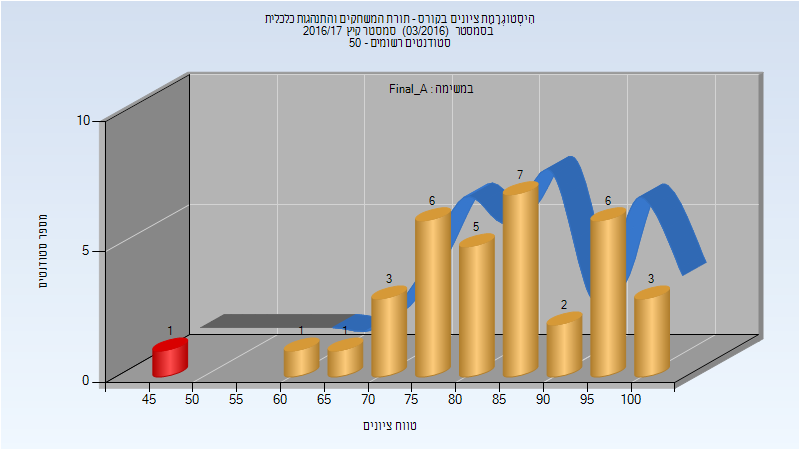 הִיסְטוֹגְרַמַת ציונים בקורס - תורת המשחקים והתנהגות כלכלית
בסמסטר (03/2016) סמסטר קיץ 2016/17
סטודנטים רשומים - 50
במשימה : Final_A
10
5
0
מספר סטודנטים
1
1
1
3
6
5
7
2
6
3
45 50 55 60 65 70 75 80 85 90 95 100
טווח ציונים